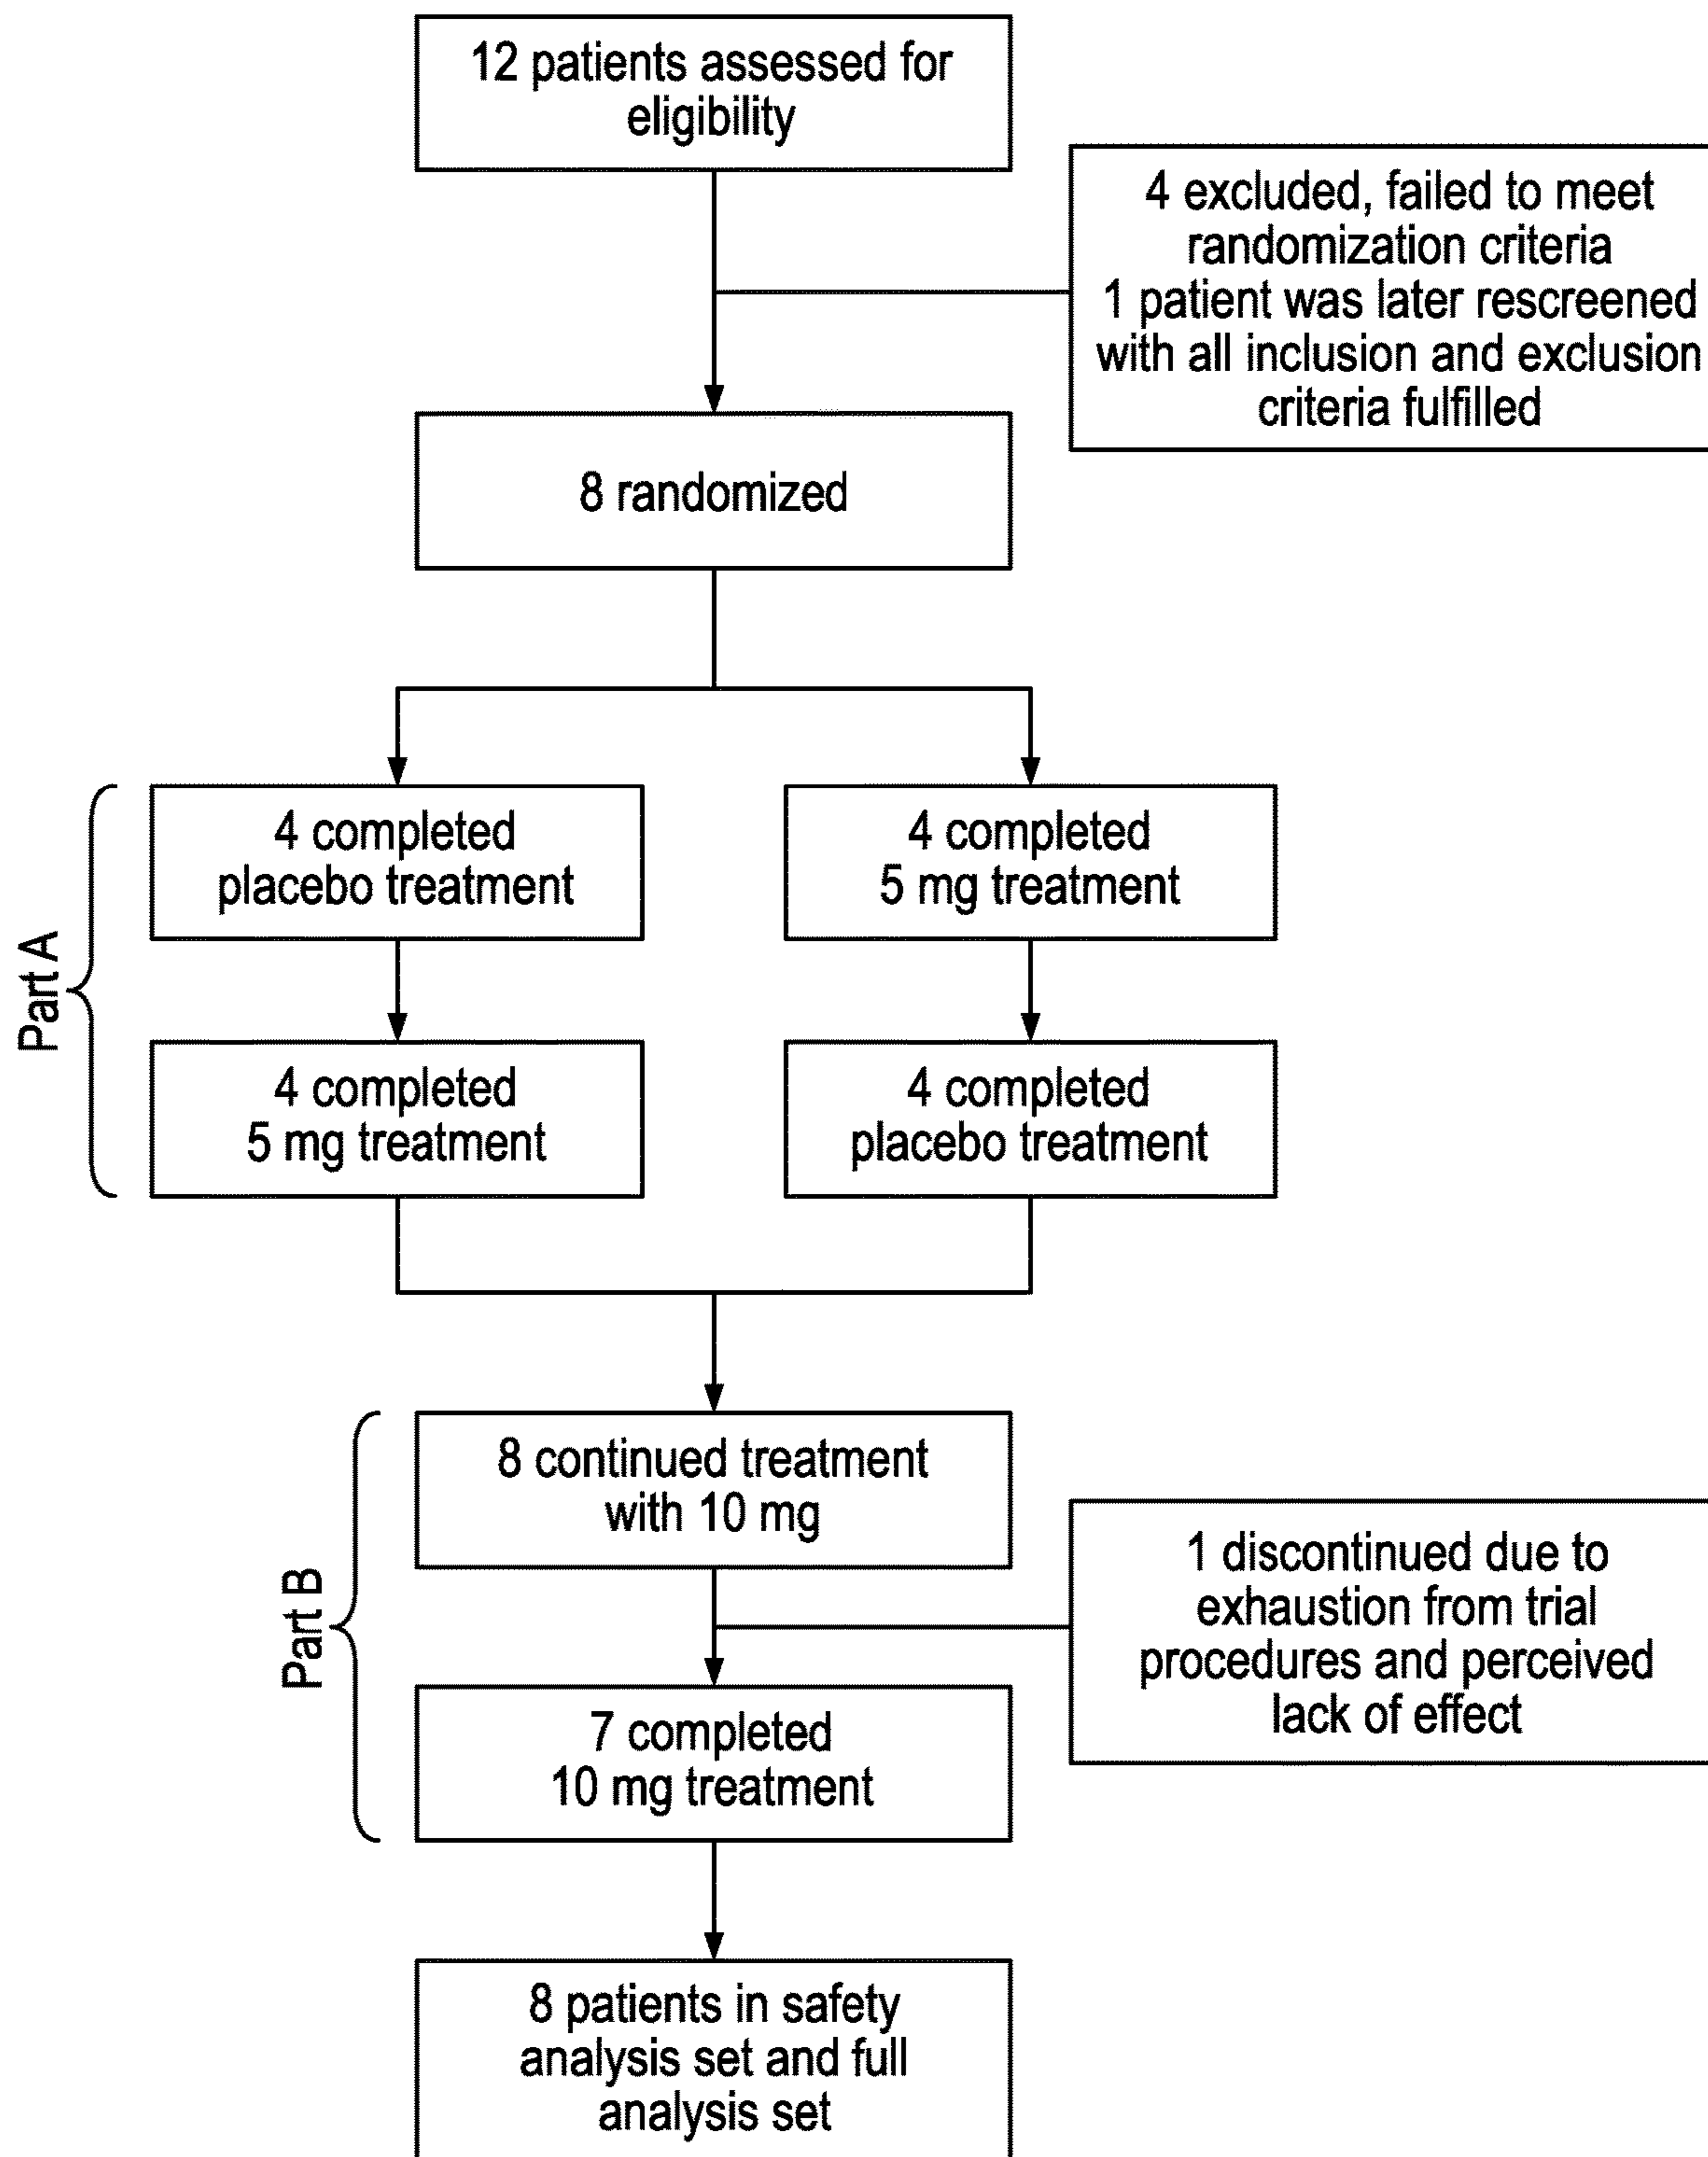 12 patients assessed for
eligibility
4 excluded, failed to meet
randomization criteria
1 patient was later rescreened
with all inclusion and exclusion
criteria fulfilled
8 randomized
Part A
4 completed
placebo treatment
4 completed
5 mg treatment
4 completed
5 mg treatment
4 completed
placebo treatment
Part B
8 continued treatment
with 10 mg
1 discontinued due to
exhaustion from trial
procedures and perceived
lack of effect
7 completed
10 mg treatment
8 patients in safety
analysis set and full
analysis set